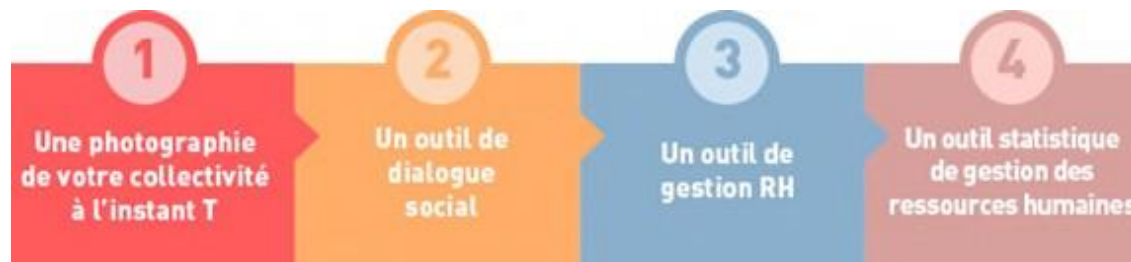 1
Une photographie
de votre collectivité
à l'instant T
2
Un outil de
dialogue
social
3
Un outil de
gestion RH
4
Un outil statistique
de gestion des
ressources humaines